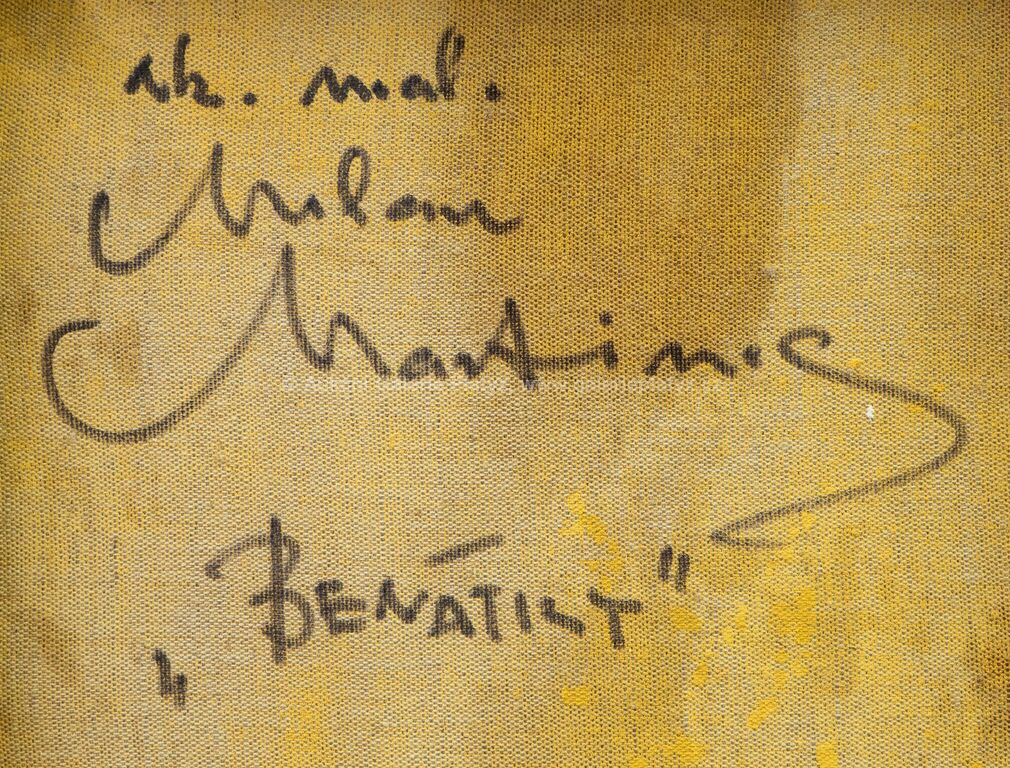 ak. mal.
Milan
Martinec
„BENÁTKY"